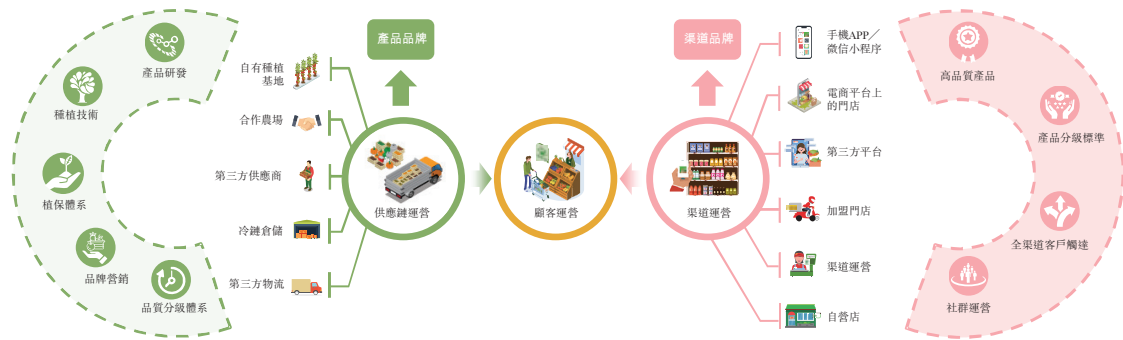 產品研發
種植技術
植保體系
品牌營銷
品質分級體系
產品品牌
自有種植
基地
合作農場
第三方供應商
冷鏈倉儲
第三方物流
供應鏈運營
顧客運營
渠道品牌
渠道運營
手機APP／
微信小程序
電商平台上
的門店
第三方平台
加盟門店
渠道運營
自營店
高品質產品
產品分級標準
全渠道客戶觸達
社群運營